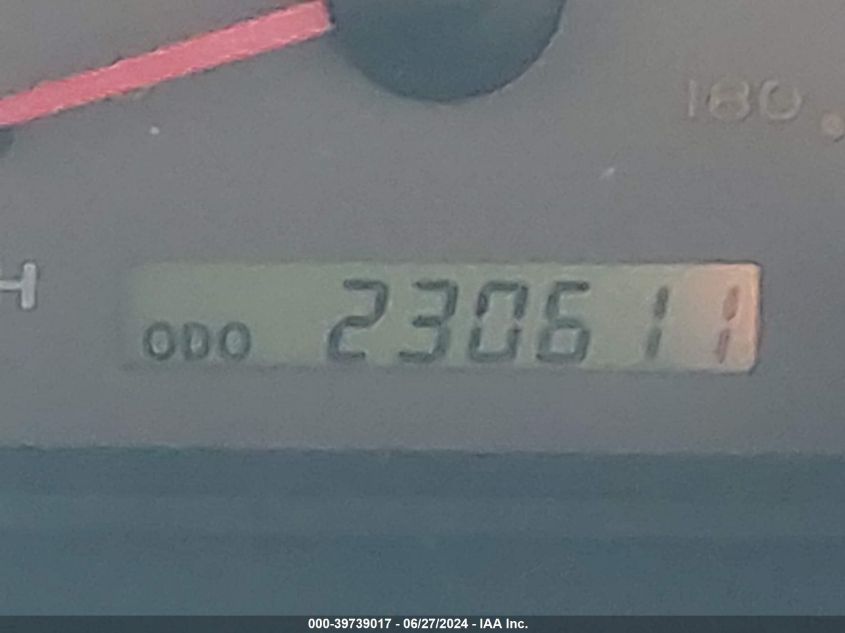 180
H
ODO 230611
000-39739017 - 06/27/2024 - IAA Inc.